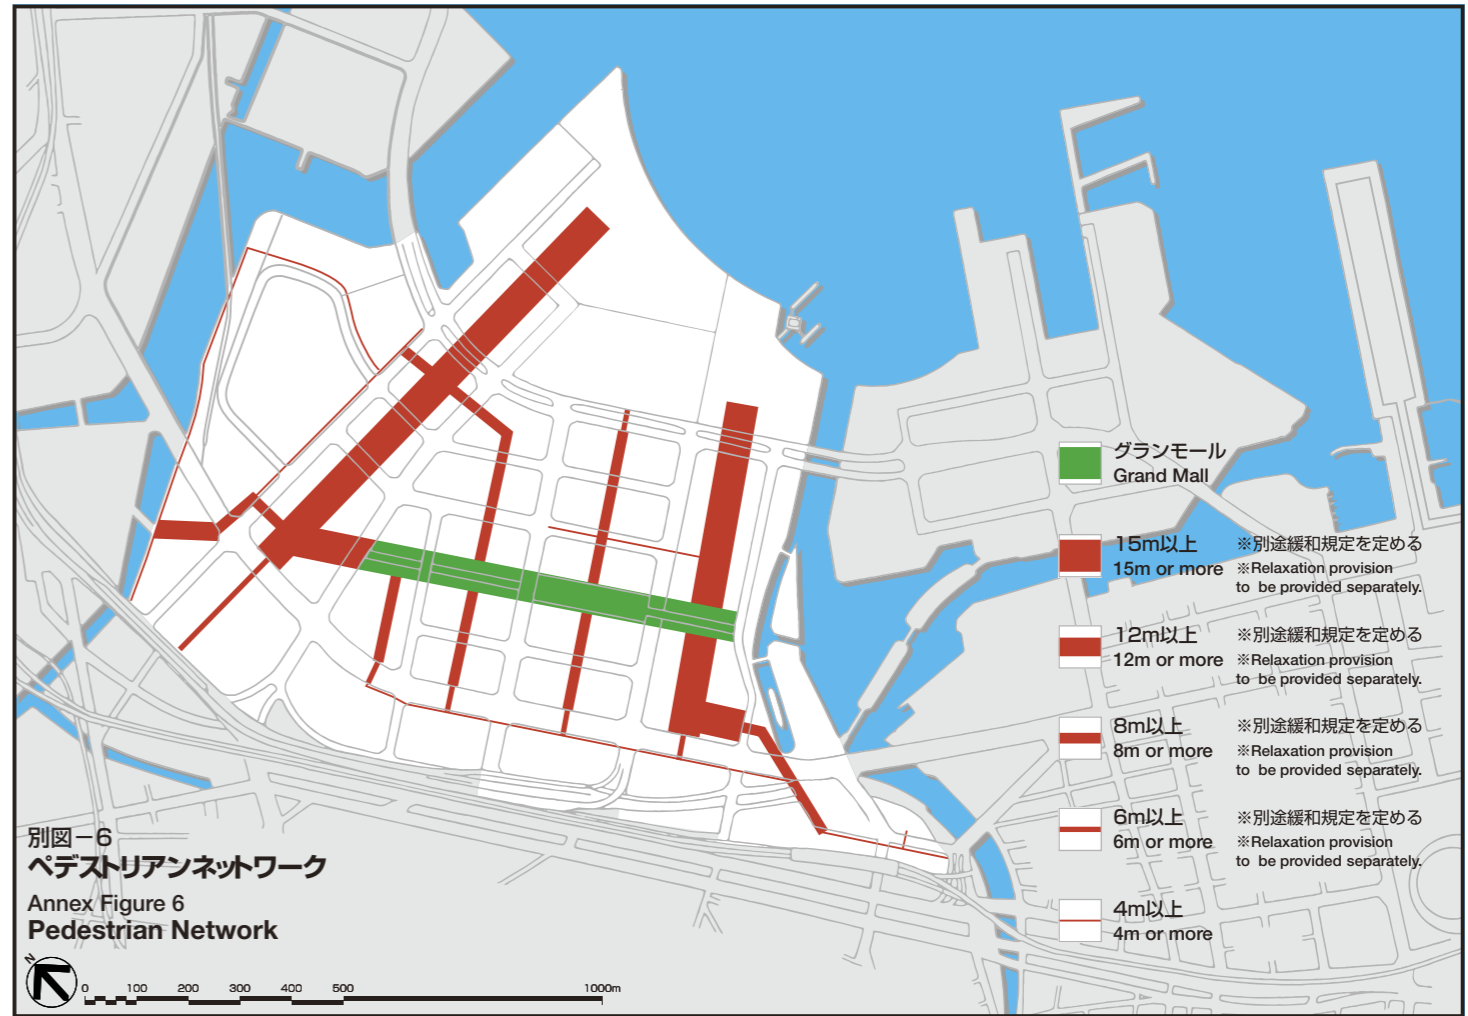 グランモール
Grand Mall
15m以上 ※別途緩和規定を定める
15m or more ※Relaxation provision
to be provided separately.
12m以上 ※別途緩和規定を定める
12m or more ※Relaxation provision
to be provided separately.
8m以上 ※別途緩和規定を定める
8m or more ※Relaxation provision
to be provided separately.
6m以上 ※別途緩和規定を定める
6m or more ※Relaxation provision
to be provided separately.
4m以上
4m or more
別図－6
ペデストリアンネットワーク
Annex Figure 6
Pedestrian Network
N
0 100 200 300 400 500 1000m